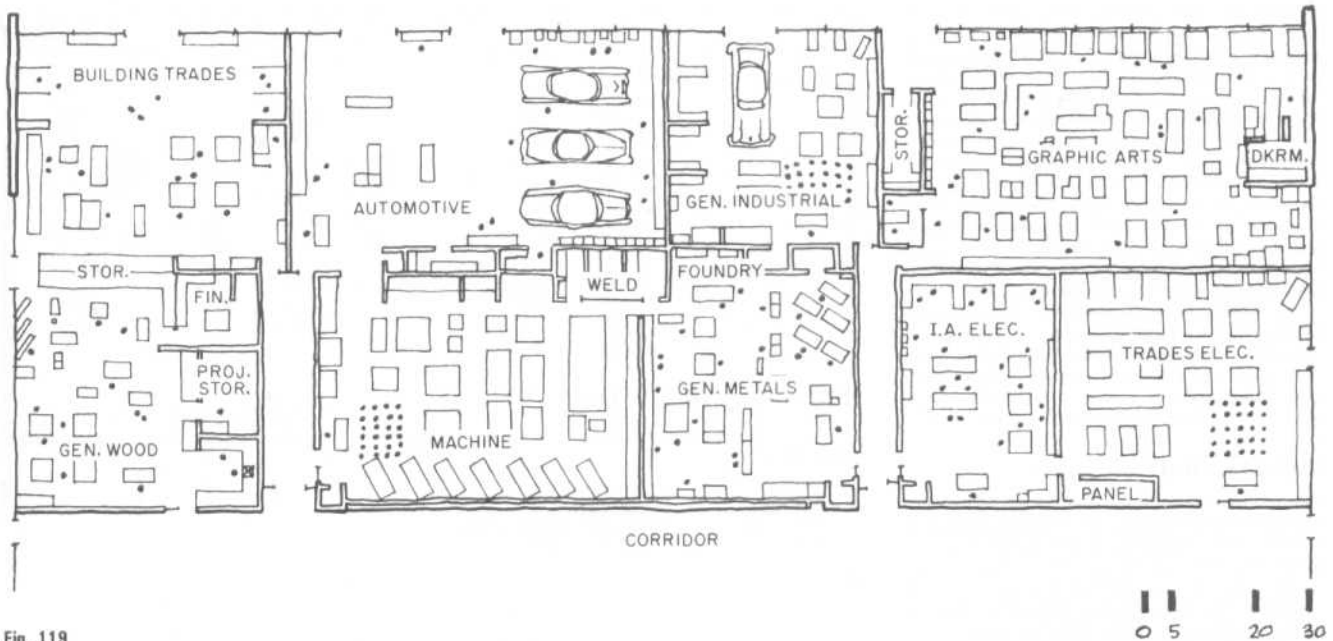 BUILDING TRADES
AUTOMOTIVE
GEN. INDUSTRIAL
STOR.
GRAPHIC ARTS
DKRM.
STOR.
FIN.
PROJ.
STOR.
GEN. WOOD
WELD
FOUNDRY
MACHINE
GEN. METALS
I.A. ELEC.
TRADES ELEC.
PANEL
CORRIDOR
0 5 20 30
Fig. 119